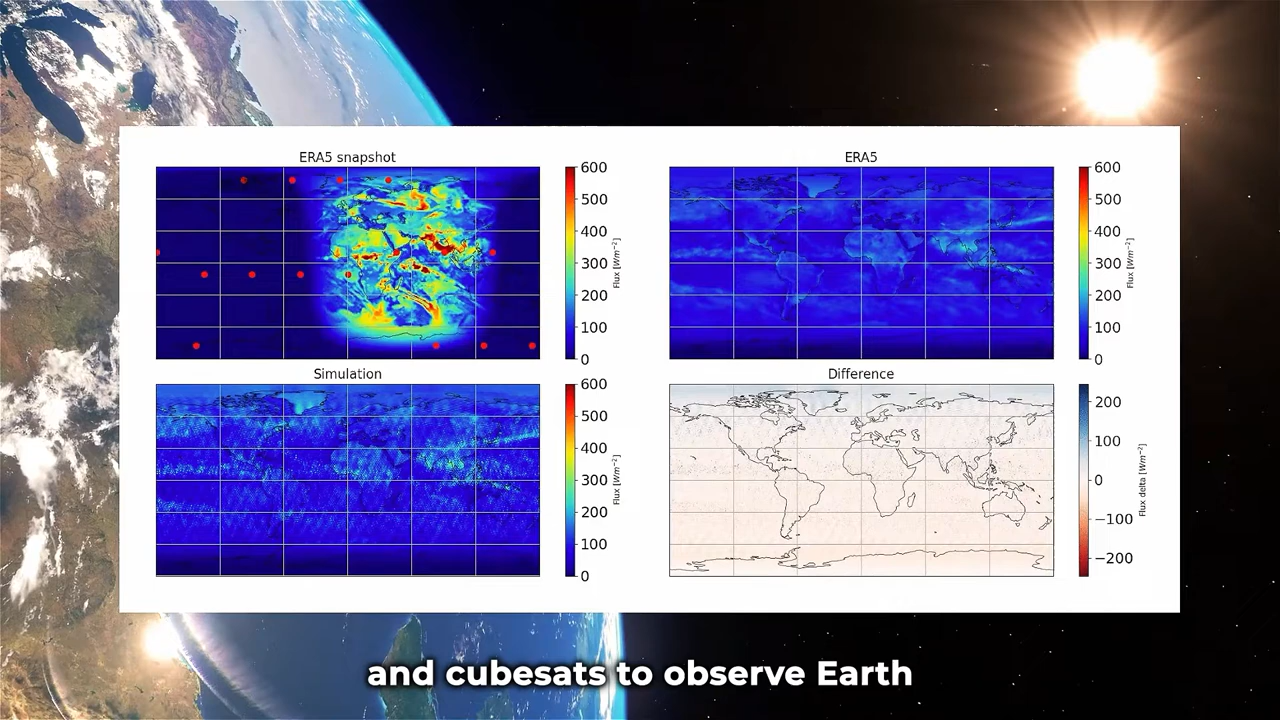 ERA5 snapshot
600
500
400
300
200
100
0
Flux [Wm⁻²]
ERA5
600
500
400
300
200
100
0
Flux [Wm⁻²]
Simulation
600
500
400
300
200
100
0
Flux [Wm⁻²]
Difference
200
100
0
−100
−200
Flux delta [Wm⁻²]
and cubesats to observe Earth